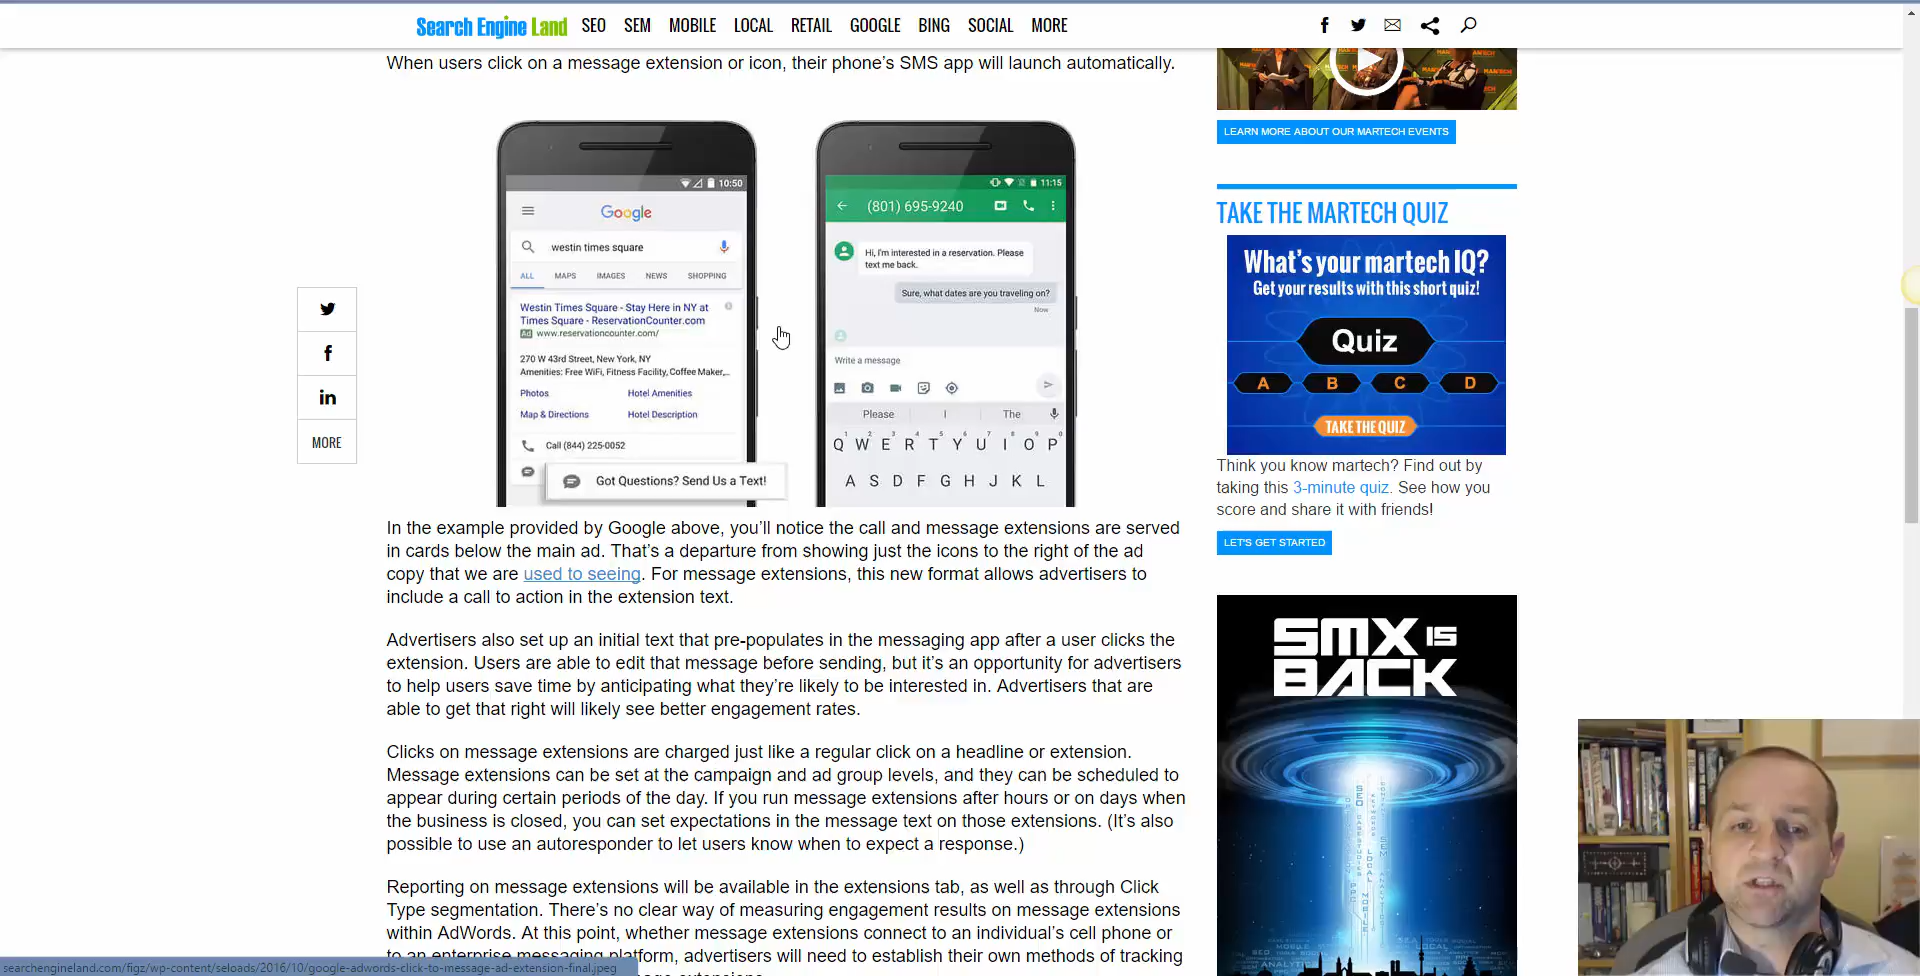 Search Engine Land SEO SEM MOBILE LOCAL RETAIL GOOGLE BING SOCIAL MORE
When users click on a message extension or icon, their phone's SMS app will launch automatically.
10:50
Google
westin times square
ALL MAPS IMAGES NEWS SHOPPING
Westin Times Square - Stay Here in NY at
Times Square - ReservationCounter.com
Ad www.reservationcounter.com/
270 W 43rd Street, New York, NY
Amenities: Free WiFi, Fitness Facility, Coffee Maker,...
Photos Hotel Amenities
Map & Directions Hotel Description
Call (844) 225-0052
Got Questions? Send Us a Text!
11:15
(801) 695-9240
Hi, I'm interested in a reservation. Please
text me back.
Sure, what dates are you traveling on?
Now
Write a message
Please I The
Q W E R T Y U I O P
A S D F G H J K L
MORE
In the example provided by Google above, you'll notice the call and message extensions are served
in cards below the main ad. That's a departure from showing just the icons to the right of the ad
copy that we are used to seeing. For message extensions, this new format allows advertisers to
include a call to action in the extension text.
Advertisers also set up an initial text that pre-populates in the messaging app after a user clicks the
extension. Users are able to edit that message before sending, but it's an opportunity for advertisers
to help users save time by anticipating what they're likely to be interested in. Advertisers that are
able to get that right will likely see better engagement rates.
Clicks on message extensions are charged just like a regular click on a headline or extension.
Message extensions can be set at the campaign and ad group levels, and they can be scheduled to
appear during certain periods of the day. If you run message extensions after hours or on days when
the business is closed, you can set expectations in the message text on those extensions. (It's also
possible to use an autoresponder to let users know when to expect a response.)
Reporting on message extensions will be available in the extensions tab, as well as through Click
Type segmentation. There's no clear way of measuring engagement results on message extensions
within AdWords. At this point, whether message extensions connect to an individual's cell phone or
to an enterprise messaging platform, advertisers will need to establish their own methods of tracking
searchengineland.com/figz/wp-content/seloads/2016/10/google-adwords-click-to-message-ad-extension-final.jpeg
MARTECH
LEARN MORE ABOUT OUR MARTECH EVENTS
TAKE THE MARTECH QUIZ
What's your martech IQ?
Get your results with this short quiz!
Quiz
A B C D
TAKE THE QUIZ
Think you know martech? Find out by
taking this 3-minute quiz. See how you
score and share it with friends!
LET'S GET STARTED
SMX IS
BACK